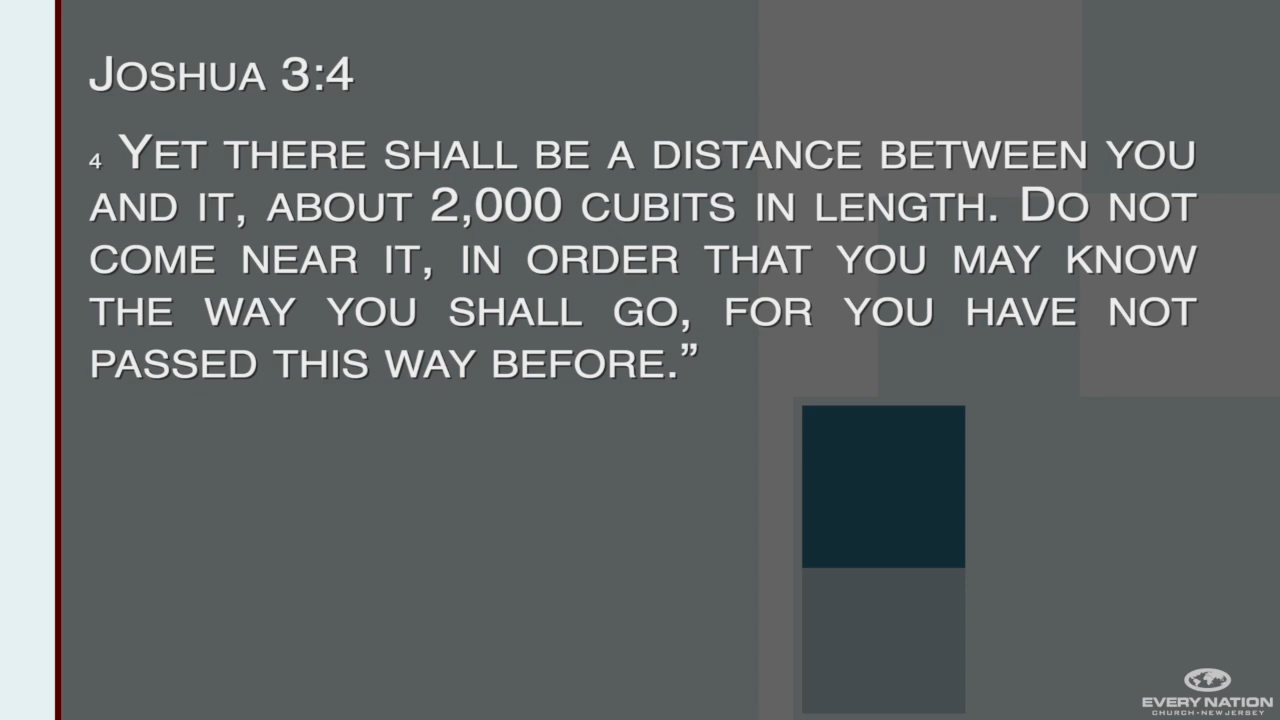 Joshua 3:4
4 Yet there shall be a distance between you
and it, about 2,000 cubits in length. Do not
come near it, in order that you may know
the way you shall go, for you have not
passed this way before.”
EVERY NATION
CHURCH • NEW JERSEY